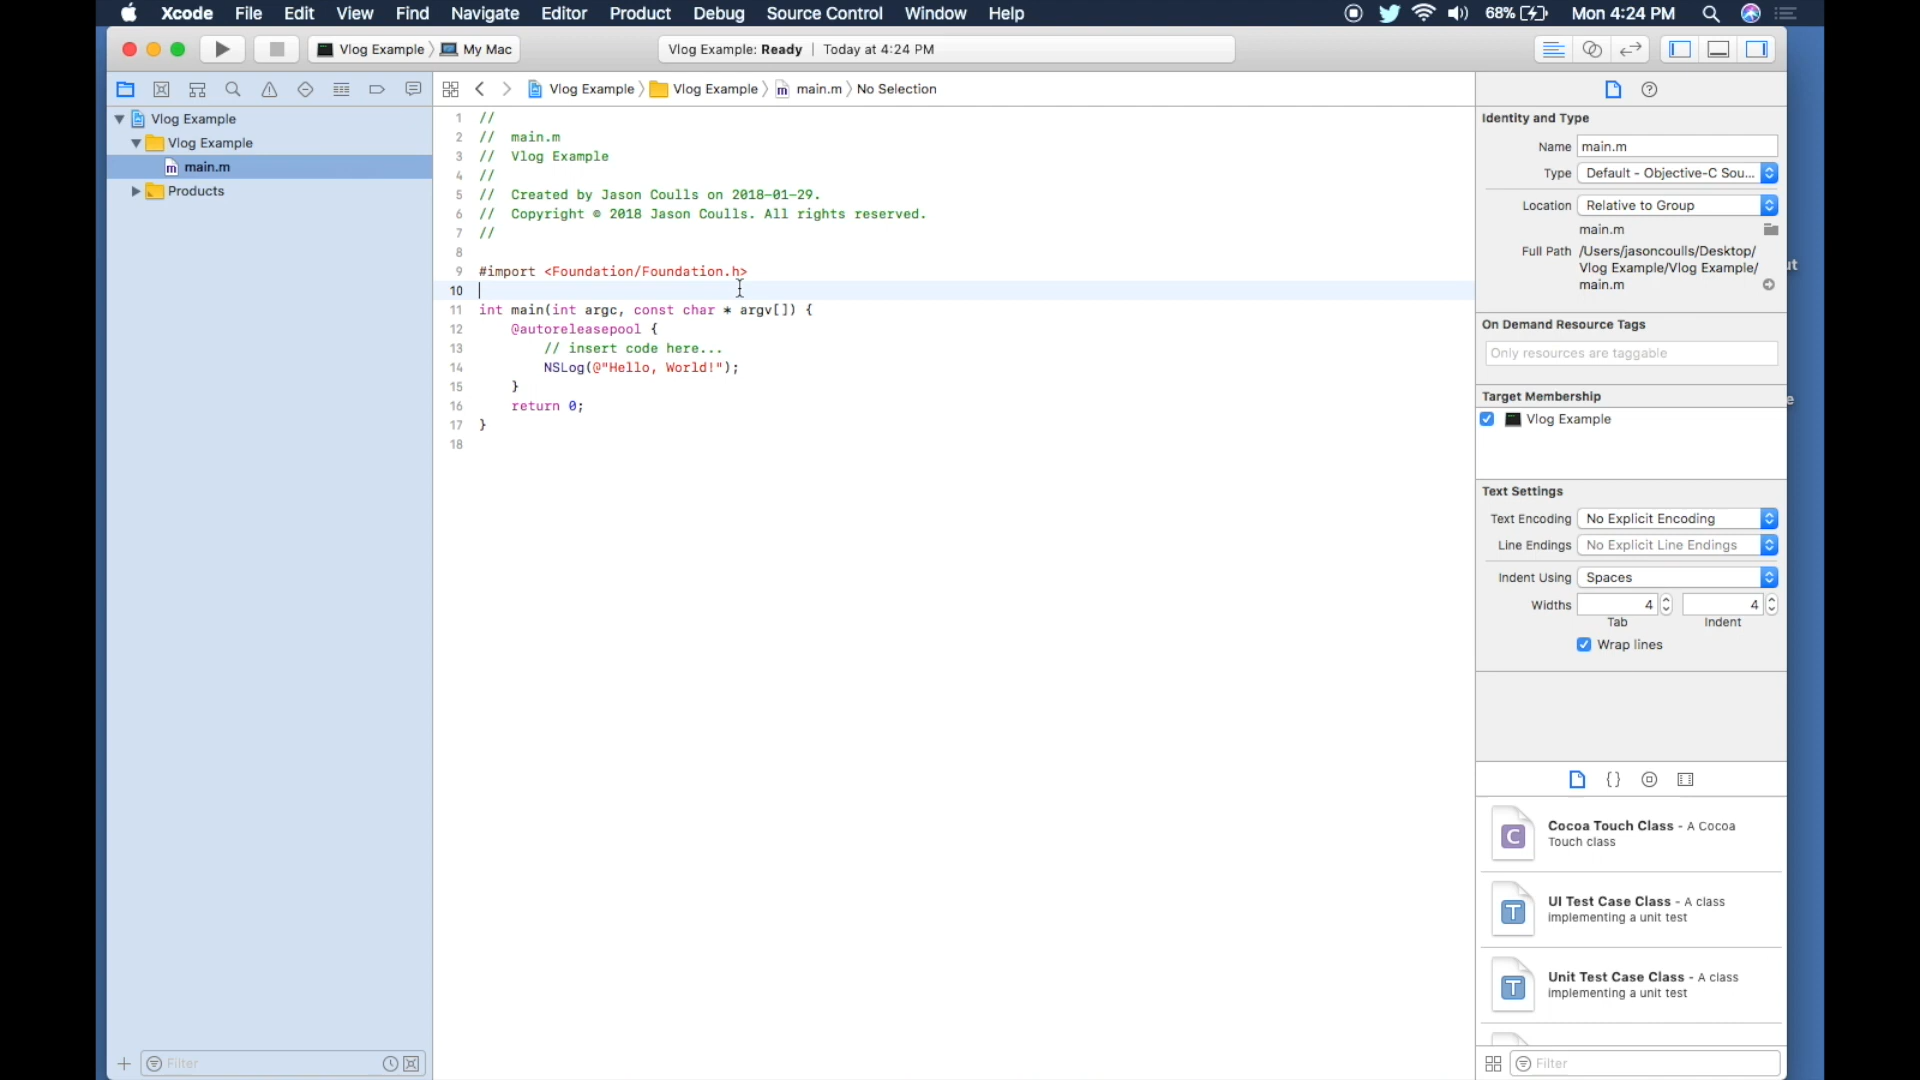 Xcode File Edit View Find Navigate Editor Product Debug Source Control Window Help 68% Mon 4:24 PM
Vlog Example My Mac Vlog Example: Ready | Today at 4:24 PM
Vlog Example Vlog Example main.m No Selection
Vlog Example
Vlog Example
main.m
Products
1 //
2 // main.m
3 // Vlog Example
4 //
5 // Created by Jason Coulls on 2018-01-29.
6 // Copyright © 2018 Jason Coulls. All rights reserved.
7 //
8
9 #import <Foundation/Foundation.h>
10
11 int main(int argc, const char * argv[]) {
12 @autoreleasepool {
13 // insert code here...
14 NSLog(@"Hello, World!");
15 }
16 return 0;
17 }
18
Identity and Type
Name main.m
Type Default - Objective-C Sou...
Location Relative to Group
main.m
Full Path /Users/jasoncoulls/Desktop/
Vlog Example/Vlog Example/
main.m
On Demand Resource Tags
Only resources are taggable
Target Membership
Vlog Example
Text Settings
Text Encoding No Explicit Encoding
Line Endings No Explicit Line Endings
Indent Using Spaces
Widths 4 4
Tab Indent
Wrap lines
{}
C
Cocoa Touch Class - A Cocoa
Touch class
T
UI Test Case Class - A class
implementing a unit test
T
Unit Test Case Class - A class
implementing a unit test
Filter
Filter